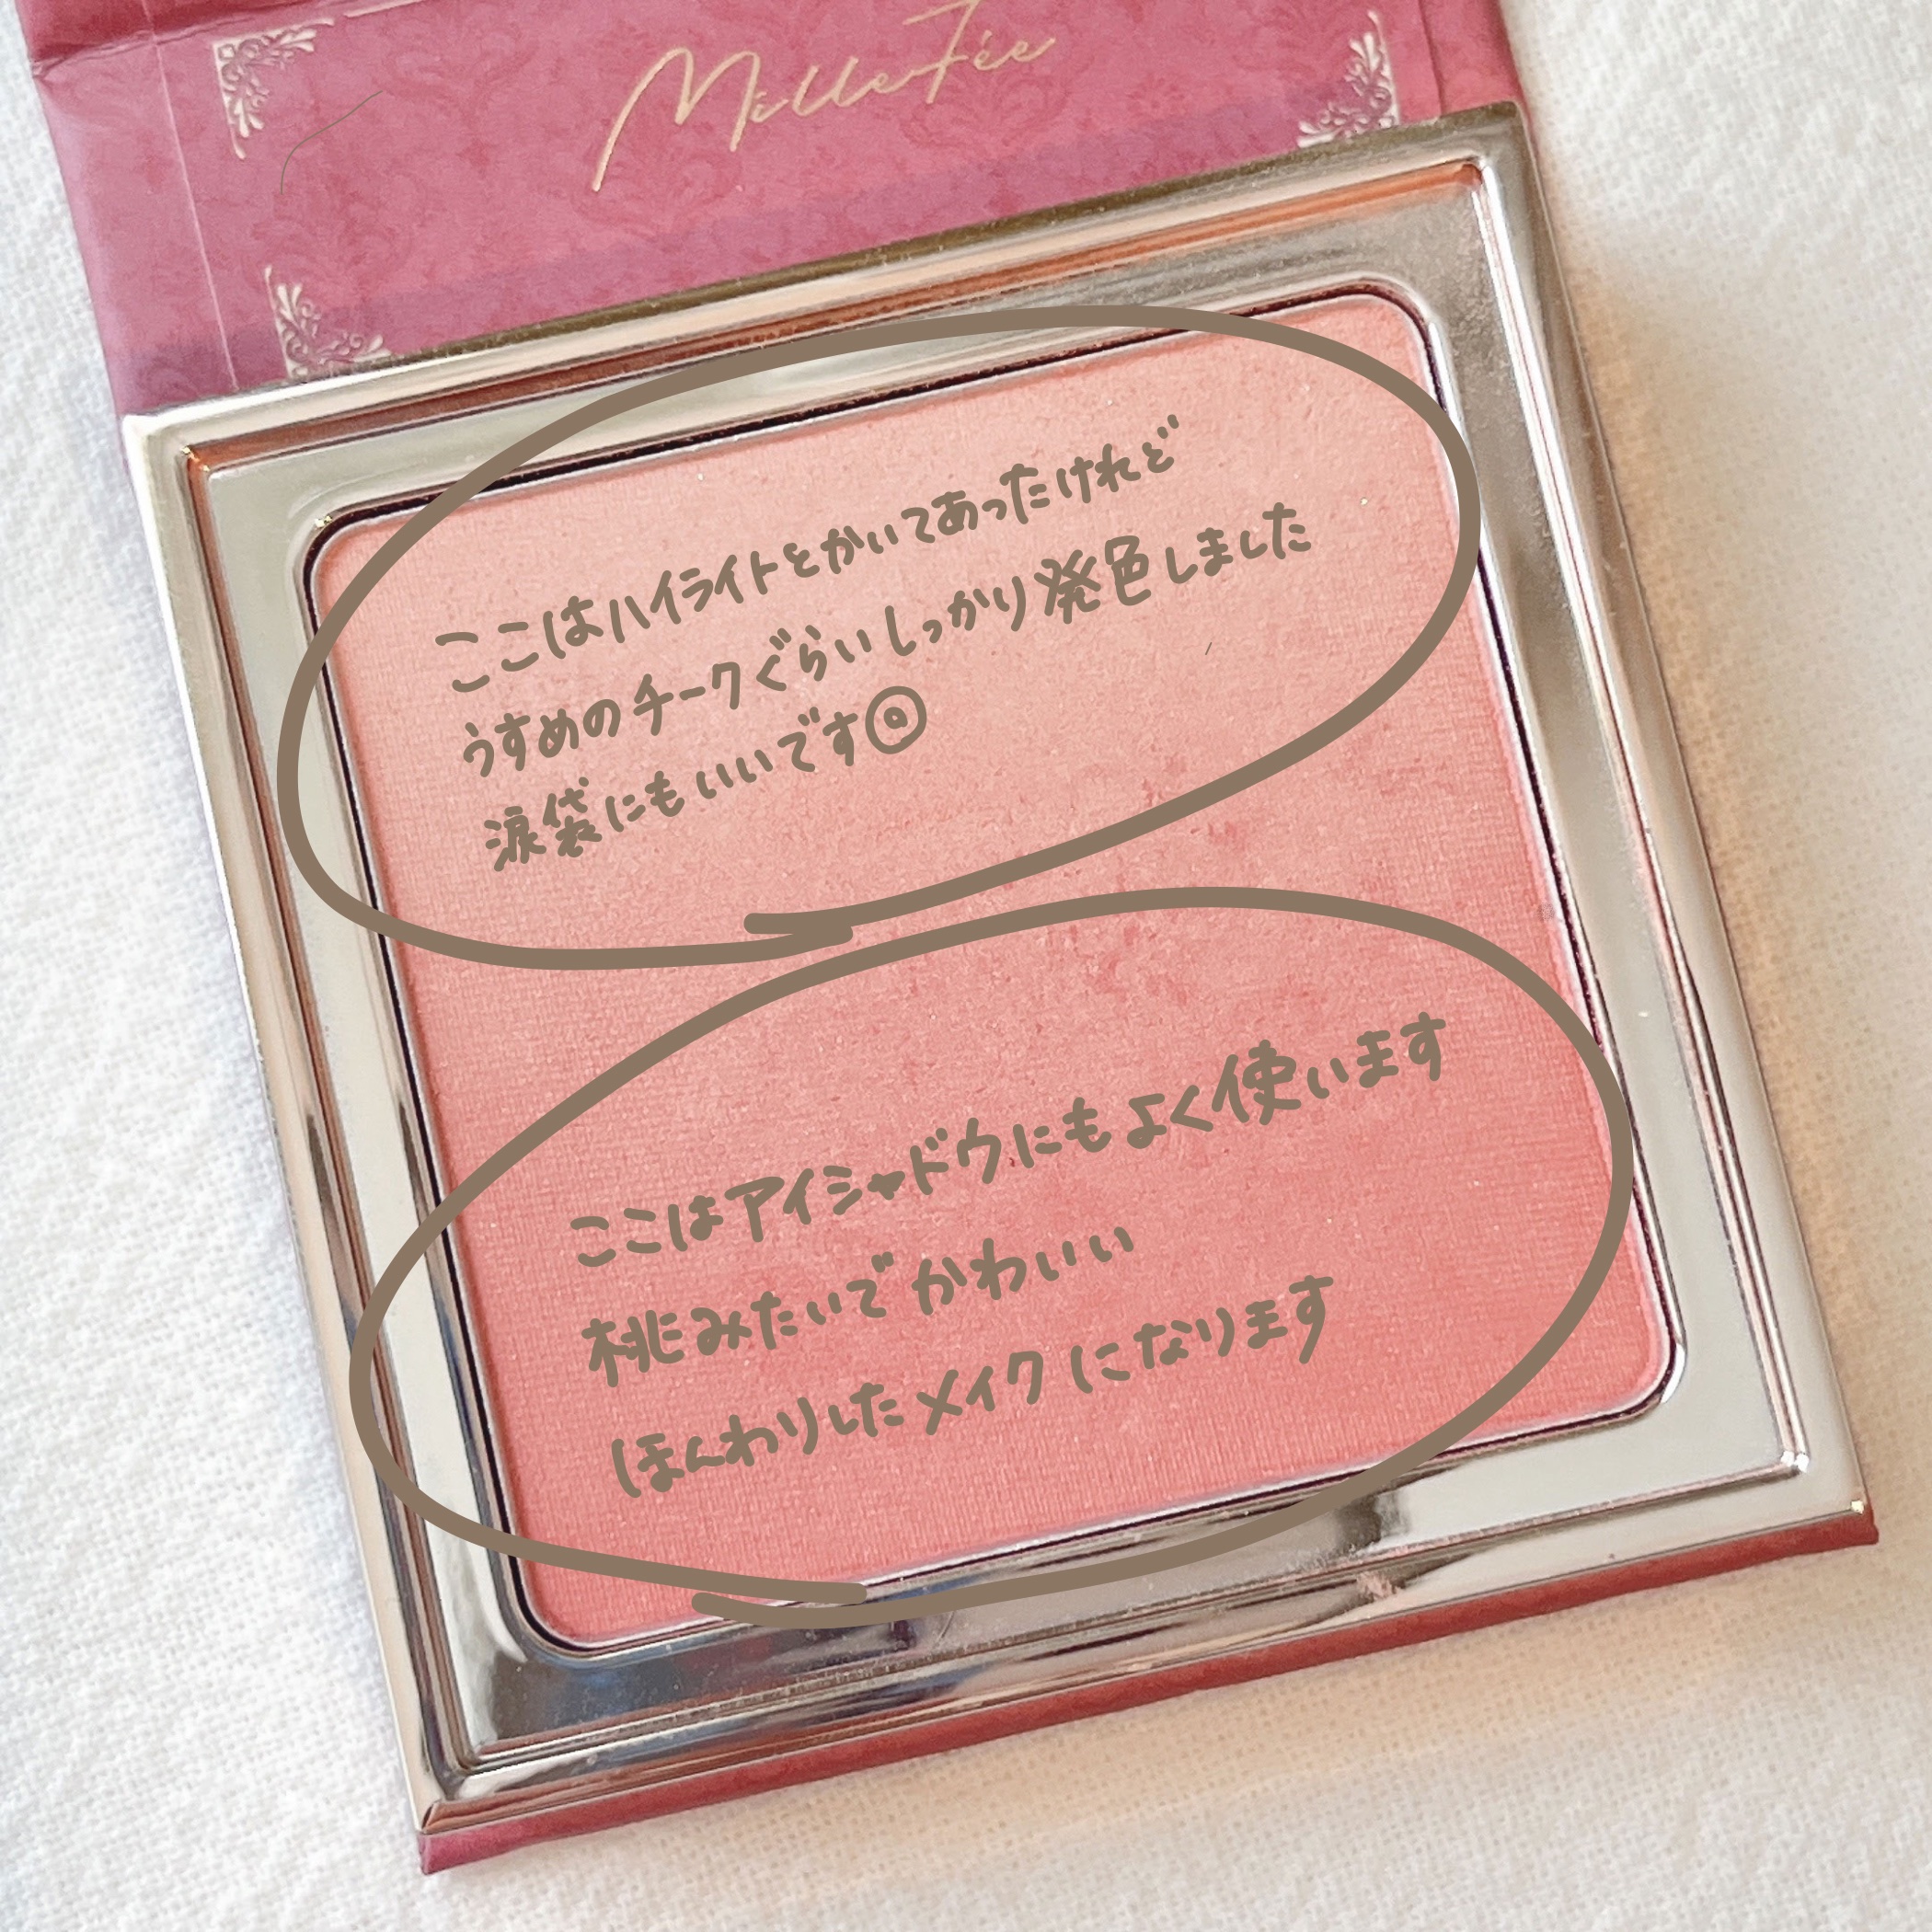 MilleFée
ここはハイライトとかいてあったけれど
うすめのチークぐらいしっかり発色しました
涙袋にもいいです◎
ここはアイシャドウにもよく使います
桃みたいでかわいい
ほんわりしたメイクになります